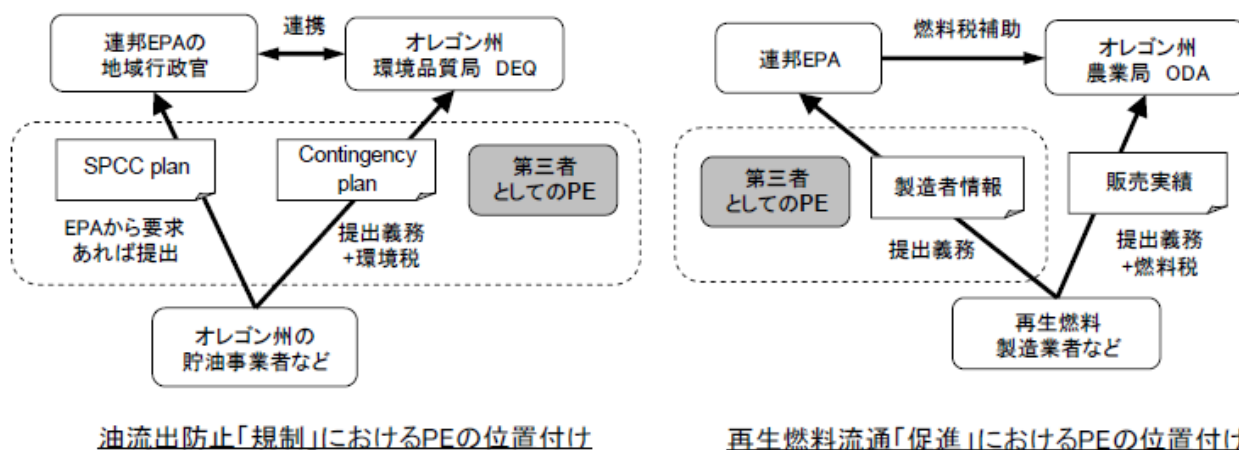 連邦EPAの
地域行政官
連携
オレゴン州
環境品質局 DEQ
SPCC plan
Contingency
plan
第三者
としてのPE
EPAから要求
あれば提出
提出義務
+環境税
オレゴン州の
貯油事業者など
油流出防止「規制」におけるPEの位置付け
連邦EPA
燃料税補助
オレゴン州
農業局 ODA
第三者
としてのPE
製造者情報
販売実績
提出義務
提出義務
+燃料税
再生燃料
製造業者など
再生燃料流通「促進」におけるPEの位置付け